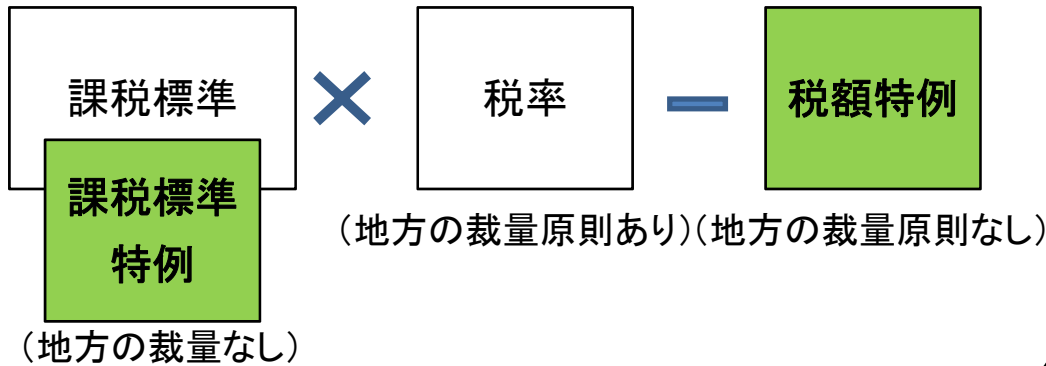 課税標準
税率
税額特例
課税標準
特例
(地方の裁量原則あり)(地方の裁量原則なし)
(地方の裁量なし)